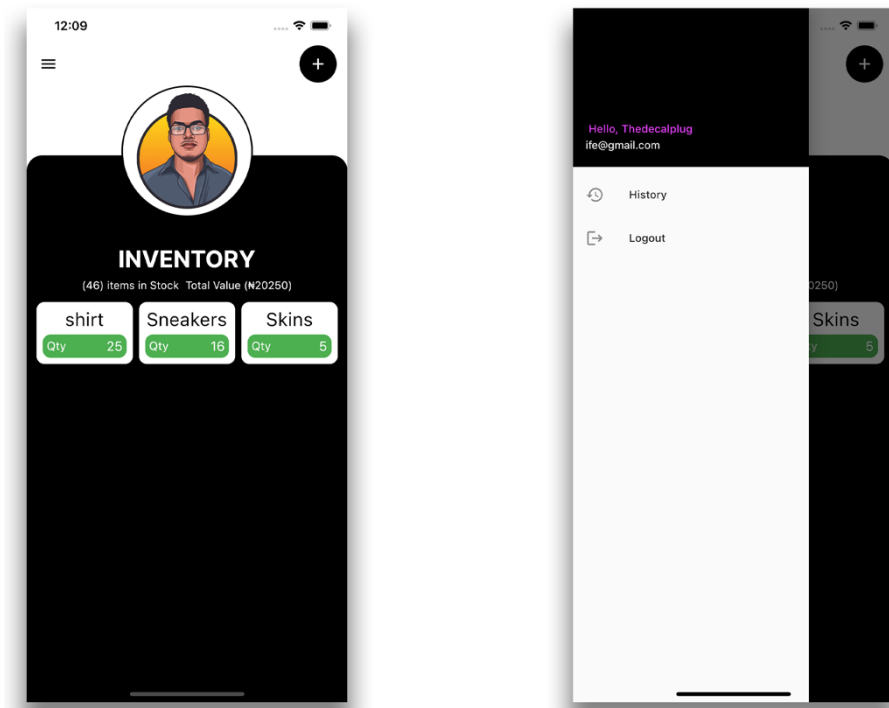 12:09
INVENTORY
(46) items in Stock Total Value (₦20250)
shirt Sneakers Skins
Qty 25 Qty 16 Qty 5
Hello, Thedecalplug
ife@gmail.com
History
Logout
0250)
Skins
y 5